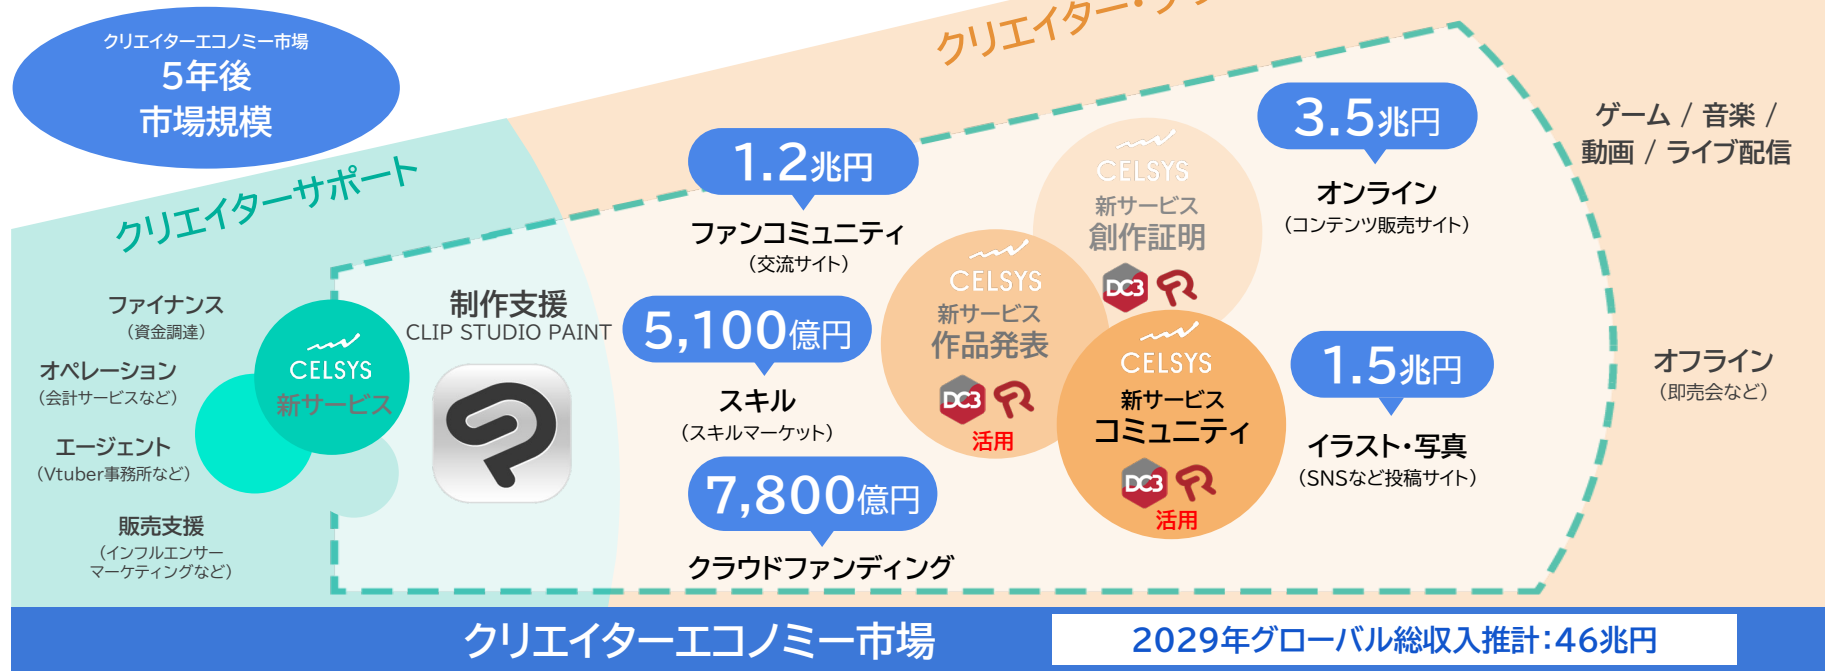 クリエイターエコノミー市場
5年後
市場規模
クリエイター・
クリエイターサポート
ファイナンス
（資金調達）
オペレーション
（会計サービスなど）
エージェント
（Vtuber事務所など）
販売支援
（インフルエンサー
マーケティングなど）
CELSYS
新サービス
制作支援
CLIP STUDIO PAINT
1.2兆円
ファンコミュニティ
（交流サイト）
5,100億円
スキル
（スキルマーケット）
7,800億円
クラウドファンディング
CELSYS
新サービス
作品発表
DC3
活用
CELSYS
新サービス
創作証明
DC3
CELSYS
新サービス
コミュニティ
DC3
活用
3.5兆円
オンライン
（コンテンツ販売サイト）
1.5兆円
イラスト・写真
（SNSなど投稿サイト）
ゲーム / 音楽 /
動画 / ライブ配信
オフライン
（即売会など）
クリエイターエコノミー市場
2029年グローバル総収入推計：46兆円